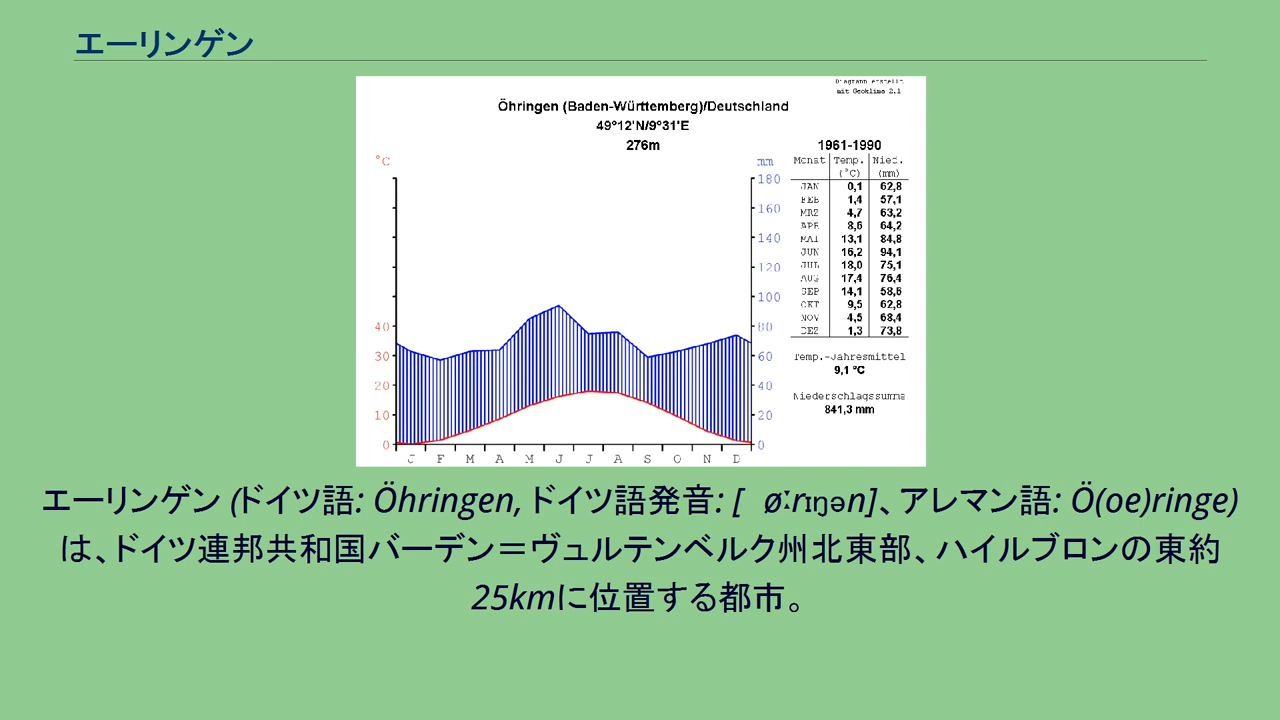 エーリンゲン
Diagramm erstellt
mit Geoklima 2.1
Öhringen (Baden-Württemberg)/Deutschland
49°12'N/9°31'E
276m
1961-1990
°C
mm
Monat Temp. Nied.
(°C) (mm)
JAN 0,1 62,8
FEB 1,4 57,1
MRZ 4,7 63,2
APR 8,6 64,2
MAI 13,1 84,8
JUN 16,2 94,1
JUL 18,0 75,1
AUG 17,4 76,4
SEP 14,1 58,6
OKT 9,5 62,8
NOV 4,5 68,4
DEZ 1,3 73,8
Temp.-Jahresmittel
9,1 °C
Niederschlagssumme
841,3 mm
180
160
140
120
100
40 80
30 60
20 40
10 20
0 0
J F M A M J J A S O N D
エーリンゲン (ドイツ語: Öhringen, ドイツ語発音: [ øːrɪŋən]、アレマン語: Ö(oe)ringe)
は、ドイツ連邦共和国バーデン＝ヴュルテンベルク州北東部、ハイルブロンの東約
25kmに位置する都市。